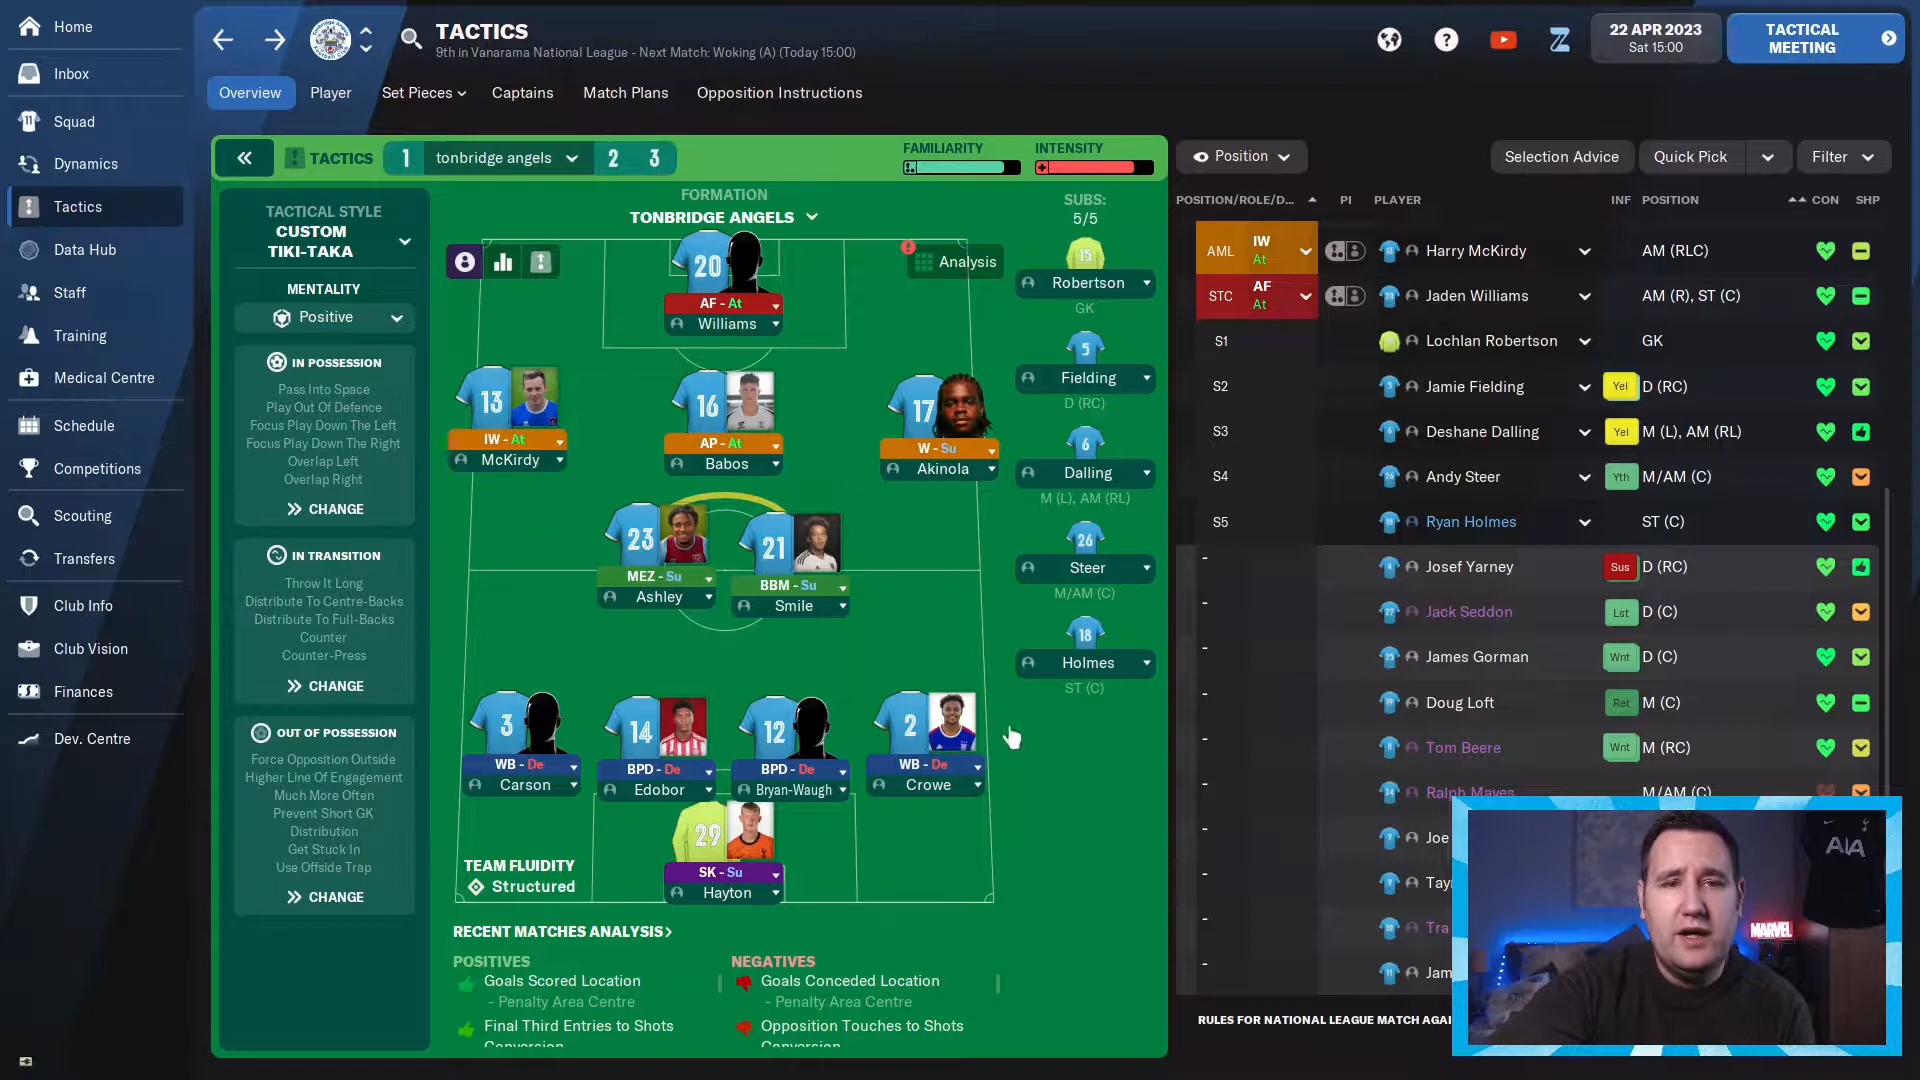 Home
Inbox
Squad
Dynamics
Tactics
Data Hub
Staff
Training
Medical Centre
Schedule
Competitions
Scouting
Transfers
Club Info
Club Vision
Finances
Dev. Centre
TACTICS
9th in Vanarama National League - Next Match: Woking (A) (Today 15:00)
22 APR 2023
Sat 15:00
TACTICAL
MEETING
Overview
Player
Set Pieces
Captains
Match Plans
Opposition Instructions
TACTICS
1
tonbridge angels
2
3
FAMILIARITY
INTENSITY
TACTICAL STYLE
CUSTOM
TIKI-TAKA
MENTALITY
Positive
IN POSSESSION
Pass Into Space
Play Out Of Defence
Focus Play Down The Left
Focus Play Down The Right
Overlap Left
Overlap Right
CHANGE
IN TRANSITION
Throw It Long
Distribute To Centre-Backs
Distribute To Full-Backs
Counter
Counter-Press
CHANGE
OUT OF POSSESSION
Force Opposition Outside
Higher Line Of Engagement
Much More Often
Prevent Short GK
Distribution
Get Stuck In
Use Offside Trap
CHANGE
FORMATION
TONBRIDGE ANGELS
Analysis
20
AF - At
Williams
13
IW - At
McKirdy
16
AP - At
Babos
17
W - Su
Akinola
23
MEZ - Su
Ashley
21
BBM - Su
Smile
3
WB - De
Carson
14
BPD - De
Edobor
12
BPD - De
Bryan-Waugh
2
WB - De
Crowe
29
SK - Su
Hayton
TEAM FLUIDITY
Structured
SUBS:
5/5
15
Robertson
GK
5
Fielding
D (RC)
6
Dalling
M (L), AM (RL)
26
Steer
M/AM (C)
18
Holmes
ST (C)
RECENT MATCHES ANALYSIS
POSITIVES
Goals Scored Location
- Penalty Area Centre
Final Third Entries to Shots
Conversion
NEGATIVES
Goals Conceded Location
- Penalty Area Centre
Opposition Touches to Shots
Conversion
Position
Selection Advice
Quick Pick
Filter
POSITION/ROLE/D...
PI
PLAYER
INF
POSITION
CON
SHP
AML
IW
At
Harry McKirdy
AM (RLC)
STC
AF
At
Jaden Williams
AM (R), ST (C)
S1
Lochlan Robertson
GK
S2
Jamie Fielding
Yel
D (RC)
S3
Deshane Dalling
Yel
M (L), AM (RL)
S4
Andy Steer
Yth
M/AM (C)
S5
Ryan Holmes
ST (C)
-
Josef Yarney
Sus
D (RC)
-
Jack Seddon
Lst
D (C)
-
James Gorman
Wnt
D (C)
-
Doug Loft
Ret
M (C)
-
Tom Beere
Wnt
M (RC)
-
Ralph Mayes
M/AM (C)
-
Joe
-
Tay
-
Tra
-
Jam
RULES FOR NATIONAL LEAGUE MATCH AGAI
AIA
MARVEL